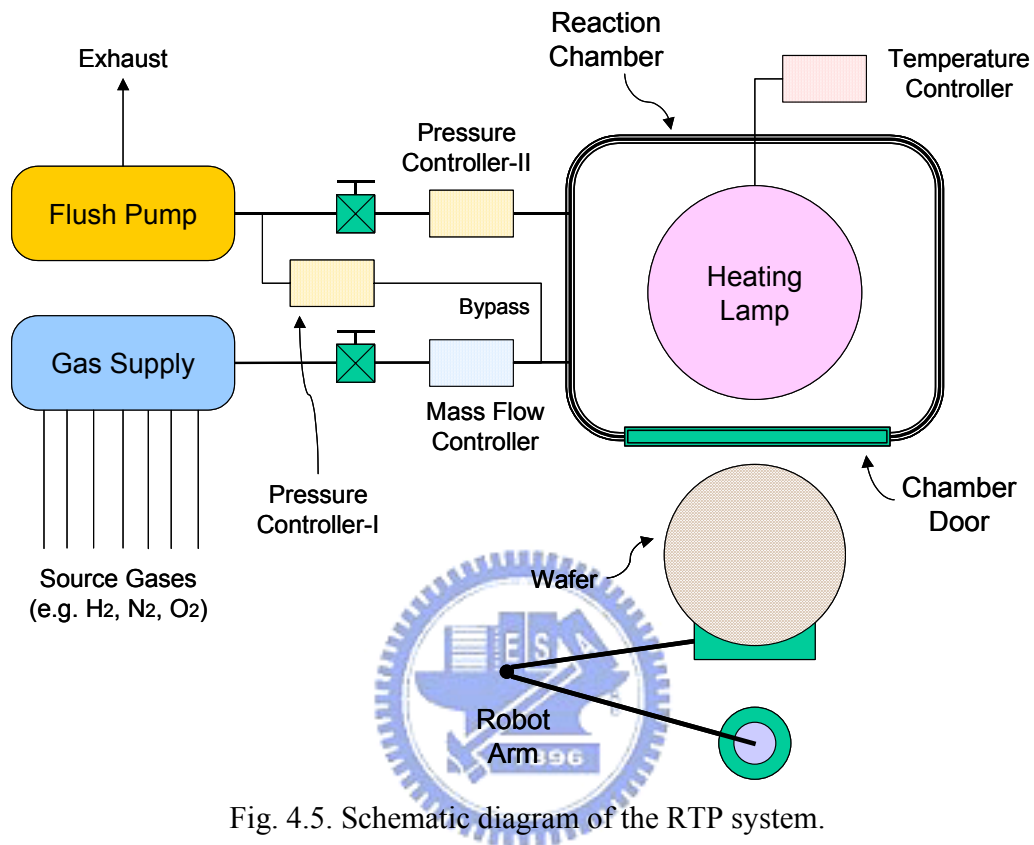 Exhaust
Reaction
Chamber
Temperature
Controller
Pressure
Controller-II
Flush Pump
Heating
Lamp
Bypass
Gas Supply
Mass Flow
Controller
Pressure
Controller-I
Chamber
Door
Source Gases
(e.g. H2, N2, O2)
Wafer
E S A
Robot
Arm
1896
Fig. 4.5. Schematic diagram of the RTP system.